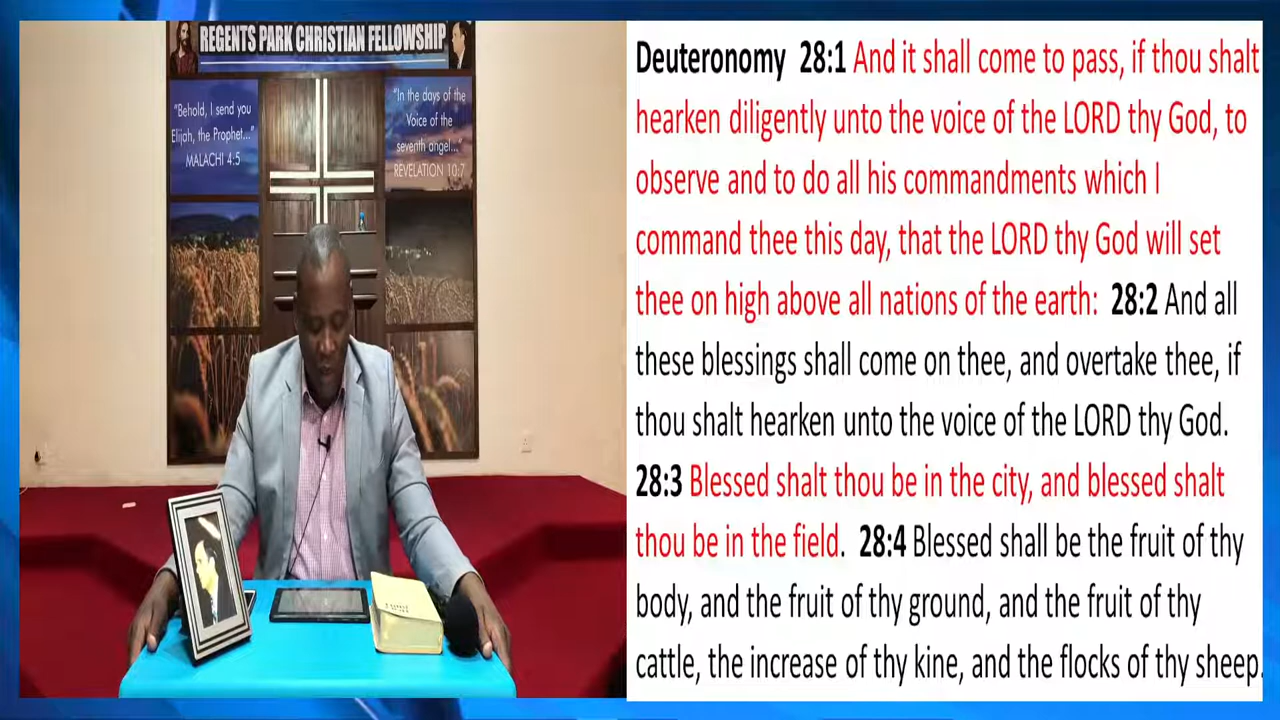 REGENTS PARK CHRISTIAN FELLOWSHIP
"Behold, I send you
Elijah, the Prophet..."
MALACHI 4:5
"In the days of the
Voice of the
seventh angel..."
REVELATION 10:7
Deuteronomy 28:1 And it shall come to pass, if thou shalt
hearken diligently unto the voice of the LORD thy God, to
observe and to do all his commandments which I
command thee this day, that the LORD thy God will set
thee on high above all nations of the earth: 28:2 And all
these blessings shall come on thee, and overtake thee, if
thou shalt hearken unto the voice of the LORD thy God.
28:3 Blessed shalt thou be in the city, and blessed shalt
thou be in the field. 28:4 Blessed shall be the fruit of thy
body, and the fruit of thy ground, and the fruit of thy
cattle, the increase of thy kine, and the flocks of thy sheep.